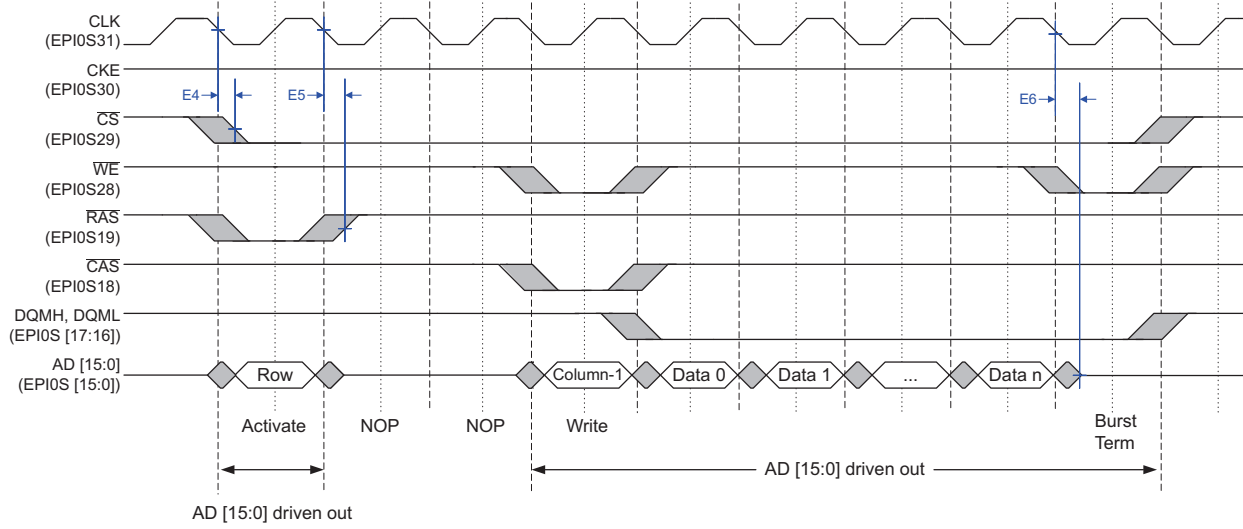 CLK
(EPI0S31)
CKE
(EPI0S30)
E4
E5
E6
CS
(EPI0S29)
WE
(EPI0S28)
RAS
(EPI0S19)
CAS
(EPI0S18)
DQMH, DQML
(EPI0S [17:16])
AD [15:0]
(EPI0S [15:0])
Row
Column-1
Data 0
Data 1
...
Data n
Activate
NOP
NOP
Write
Burst
Term
AD [15:0] driven out
AD [15:0] driven out